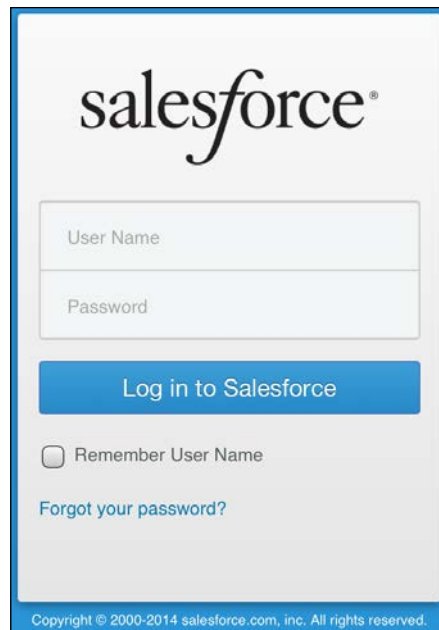 salesforce®
User Name
Password
Log in to Salesforce
Remember User Name
Forgot your password?
Copyright © 2000-2014 salesforce.com, inc. All rights reserved.